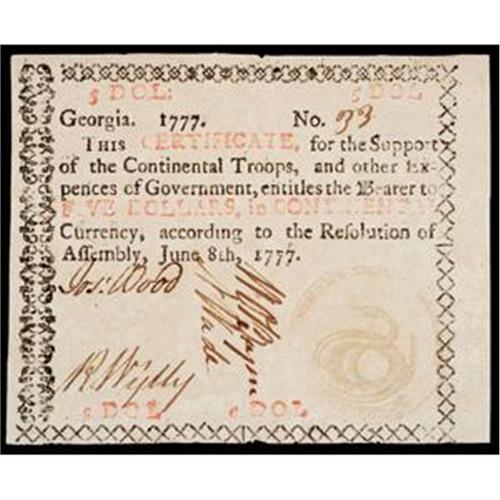 5 DOL: 5 DOL
Georgia. 1777. No. 93
THIS CERTIFICATE, for the Support
of the Continental Troops, and other Ex-
pences of Government, entitles the Bearer to
FIVE DOLLARS, in CONTINENTAL
Currency, according to the Resolution of
Assembly, June 8th, 1777.
Jos: Wood
Wade
R Wylly
5 DOL 5 DOL